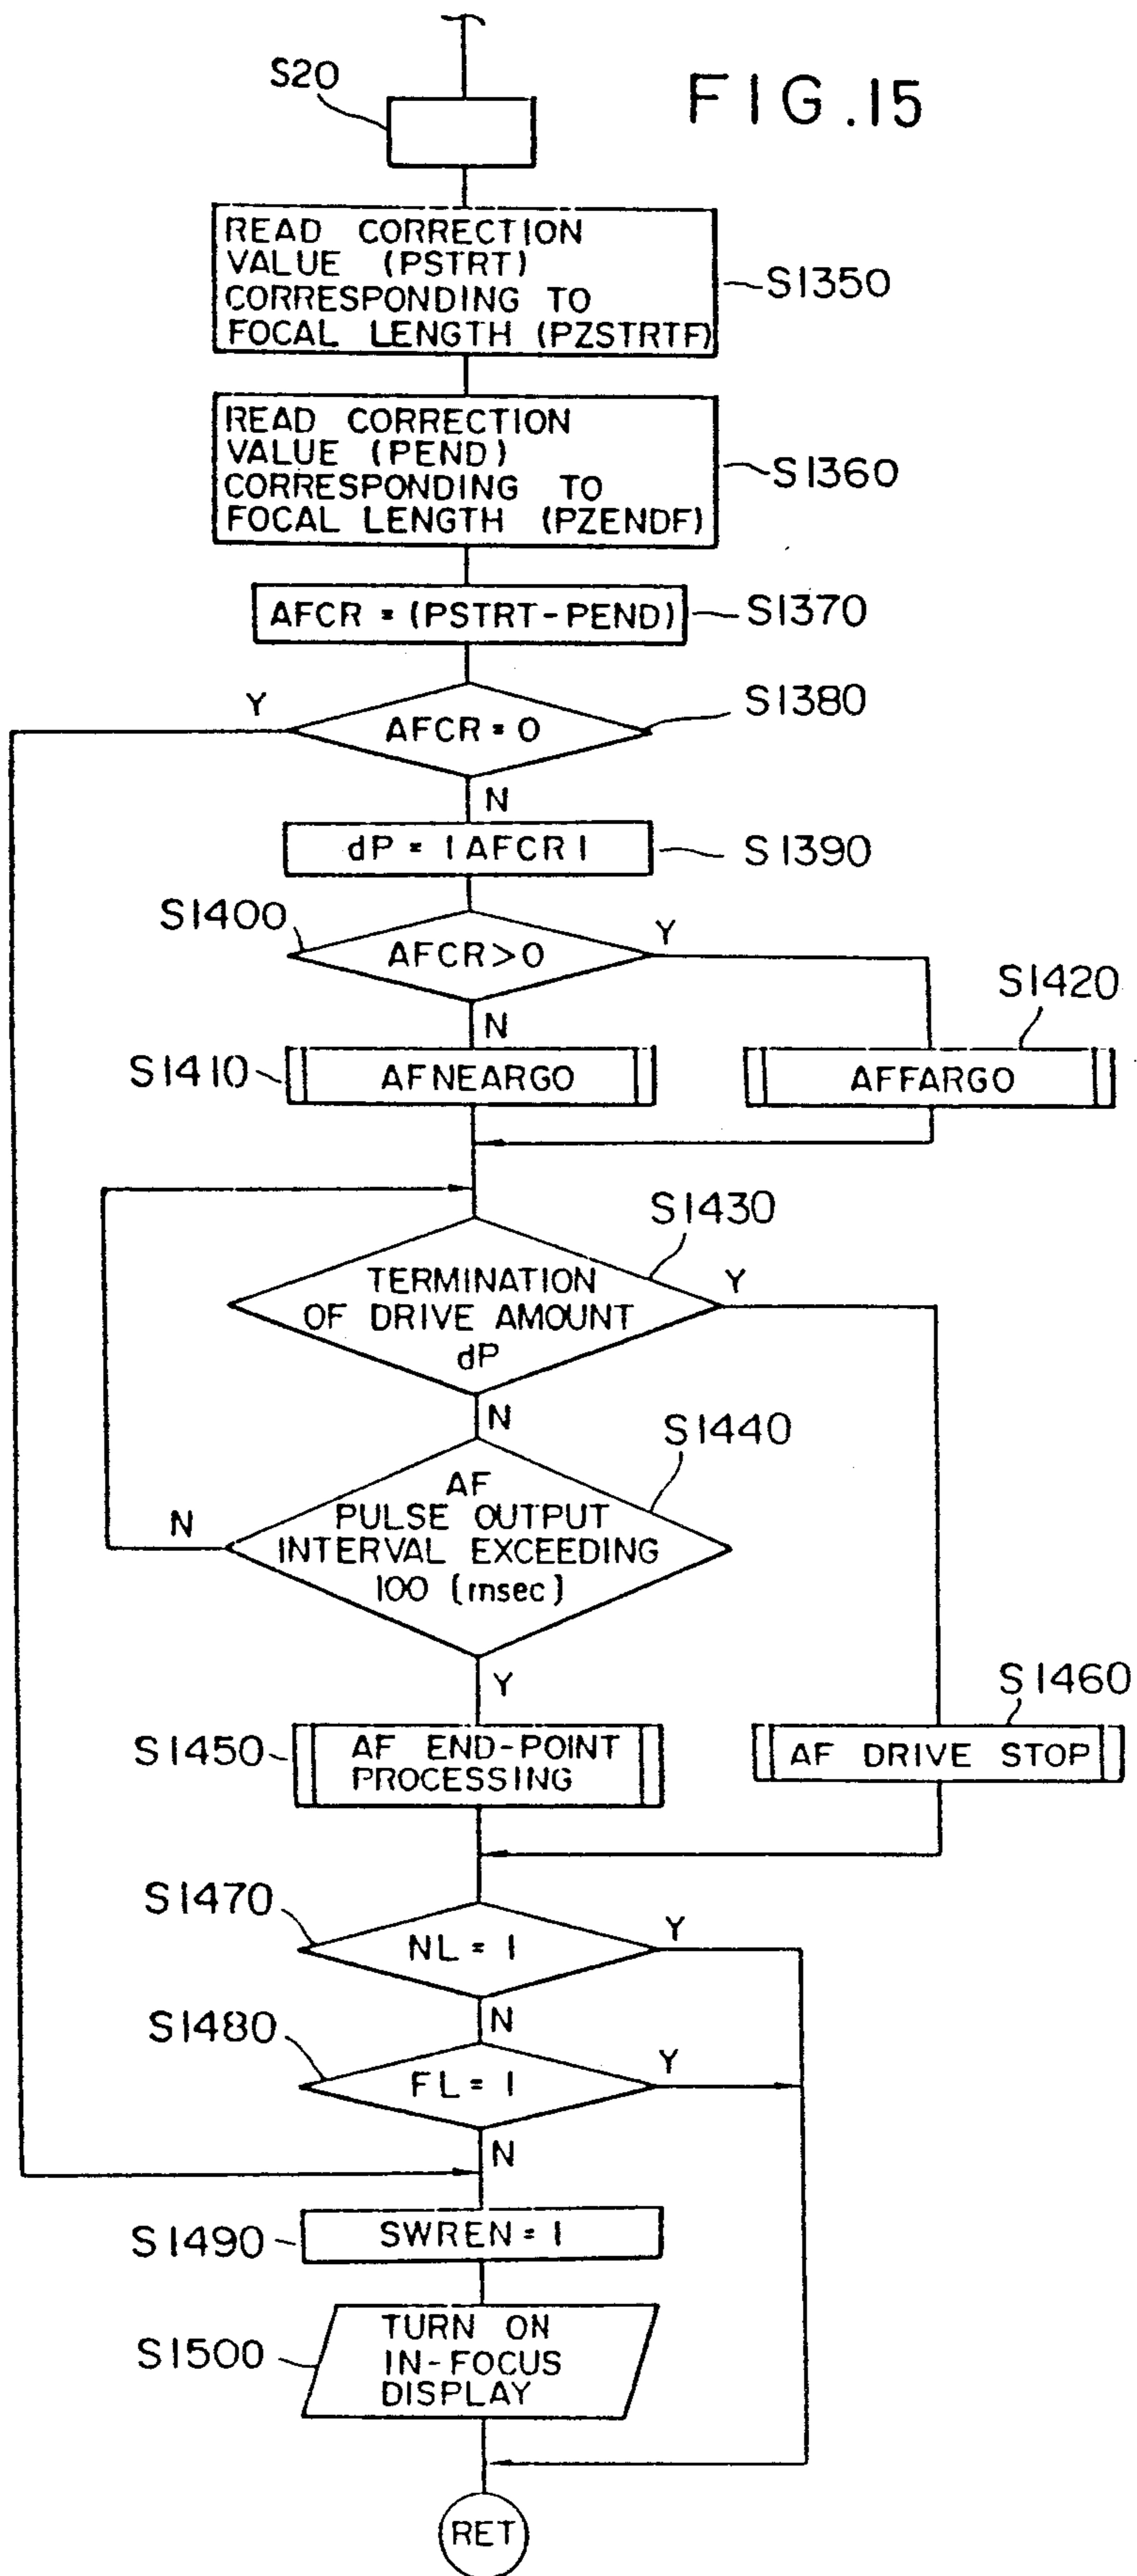 S20
FIG.15
READ CORRECTION
VALUE (PSTRT)
CORRESPONDING TO
FOCAL LENGTH (PZSTRTF)
S1350
READ CORRECTION
VALUE (PEND)
CORRESPONDING TO
FOCAL LENGTH (PZENDF)
S1360
AFCR = (PSTRT-PEND)
S1370
Y
AFCR = 0
S1380
N
dP = |AFCR|
S1390
S1400
AFCR>0
Y
N
S1420
S1410
AFNEARGO
AFFARGO
S1430
TERMINATION
OF DRIVE AMOUNT
dP
Y
N
S1440
AF
PULSE OUTPUT
INTERVAL EXCEEDING
100 (msec)
N
Y
S1460
S1450
AF END-POINT
PROCESSING
AF DRIVE STOP
S1470
NL = 1
Y
N
S1480
FL = 1
Y
N
S1490
SWREN = 1
S1500
TURN ON
IN-FOCUS
DISPLAY
RET